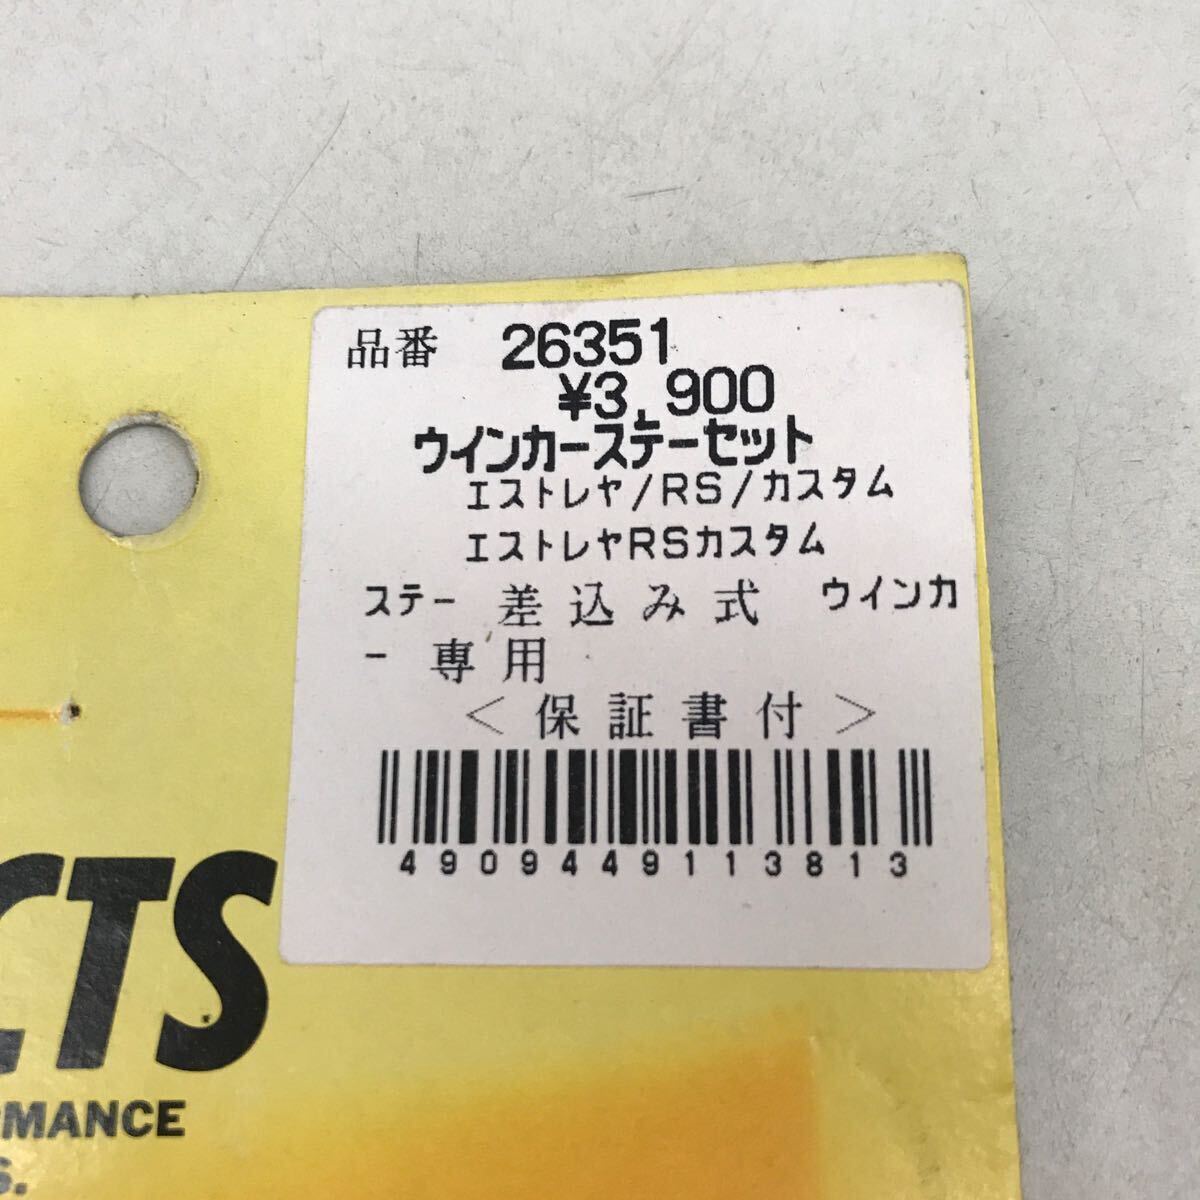 品番 26351
¥3,900
ウインカーステーセット
エストレヤ/RS/カスタム
エストレヤRSカスタム
ステー 差込み式 ウインカ
ー専用
<保証書付>
4909449113813
CTS
RMANCE
S.